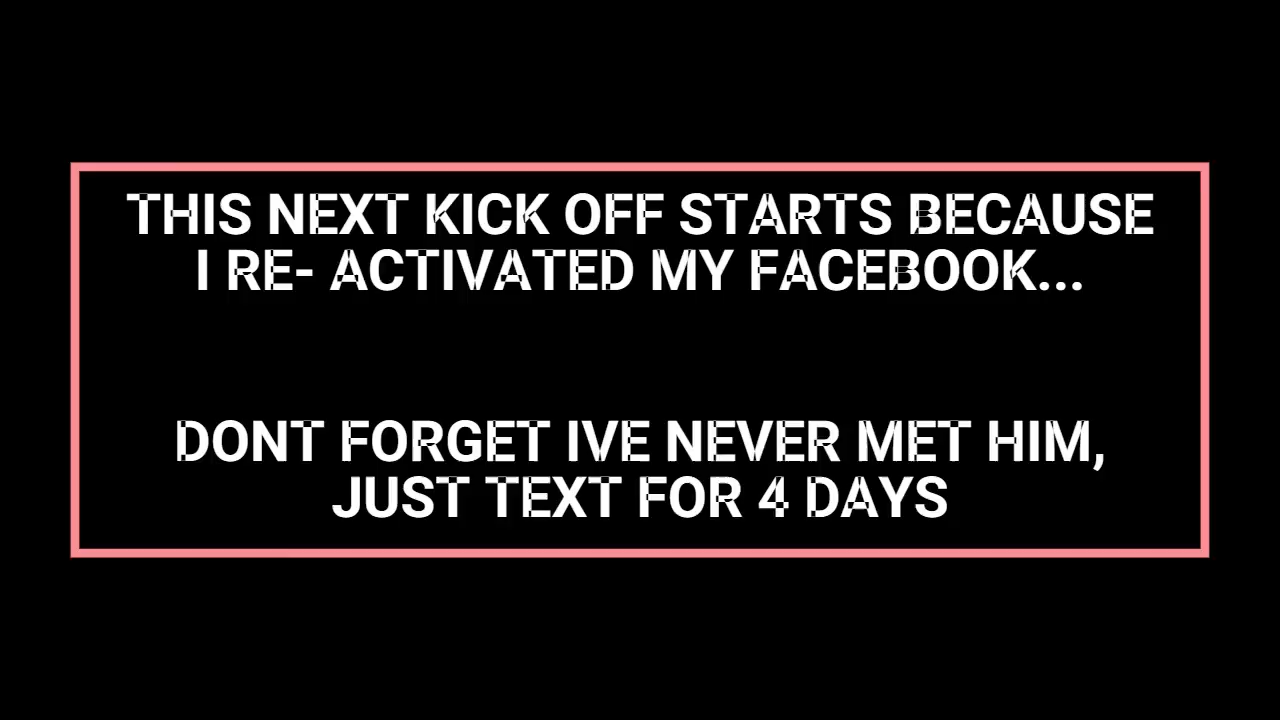 THIS NEXT KICK OFF STARTS BECAUSE
I RE- ACTIVATED MY FACEBOOK...
DONT FORGET IVE NEVER MET HIM,
JUST TEXT FOR 4 DAYS